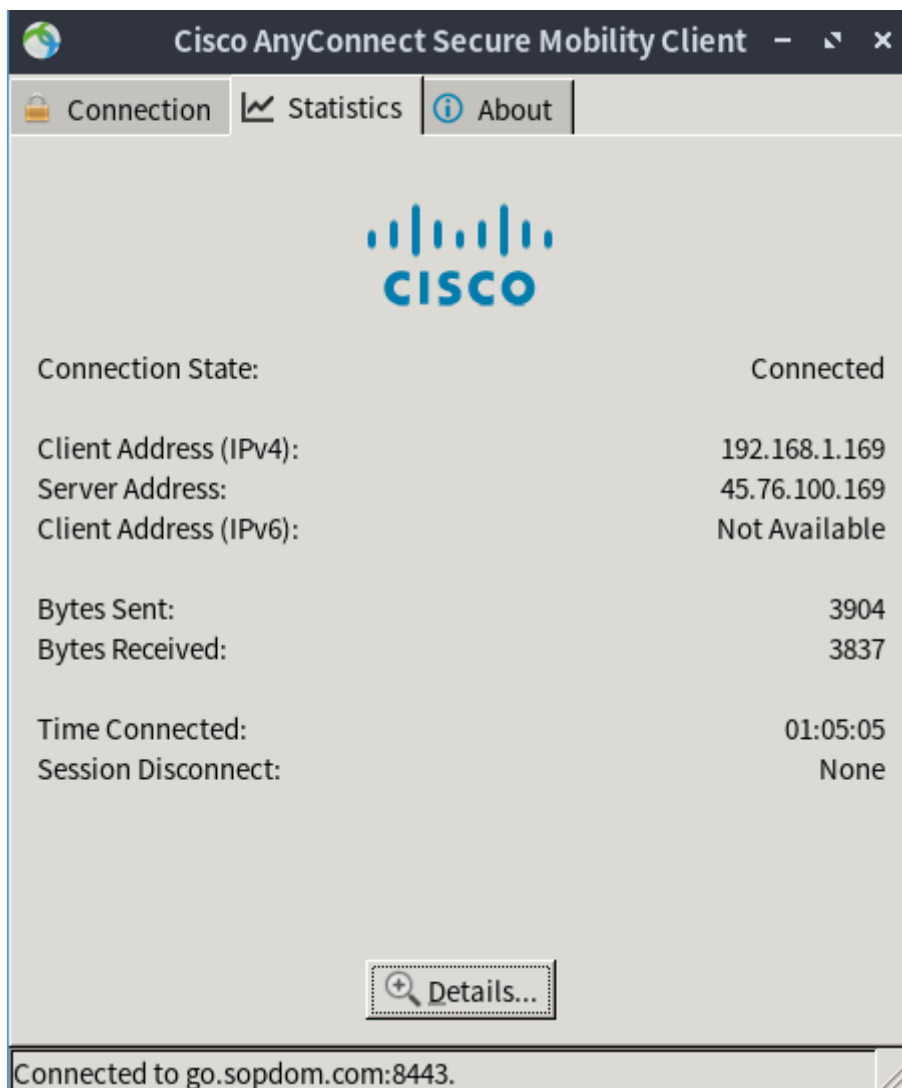 Cisco AnyConnect Secure Mobility Client
Connection Statistics About
CISCO
Connection State: Connected
Client Address (IPv4): 192.168.1.169
Server Address: 45.76.100.169
Client Address (IPv6): Not Available
Bytes Sent: 3904
Bytes Received: 3837
Time Connected: 01:05:05
Session Disconnect: None
Details...
Connected to go.sopdom.com:8443.